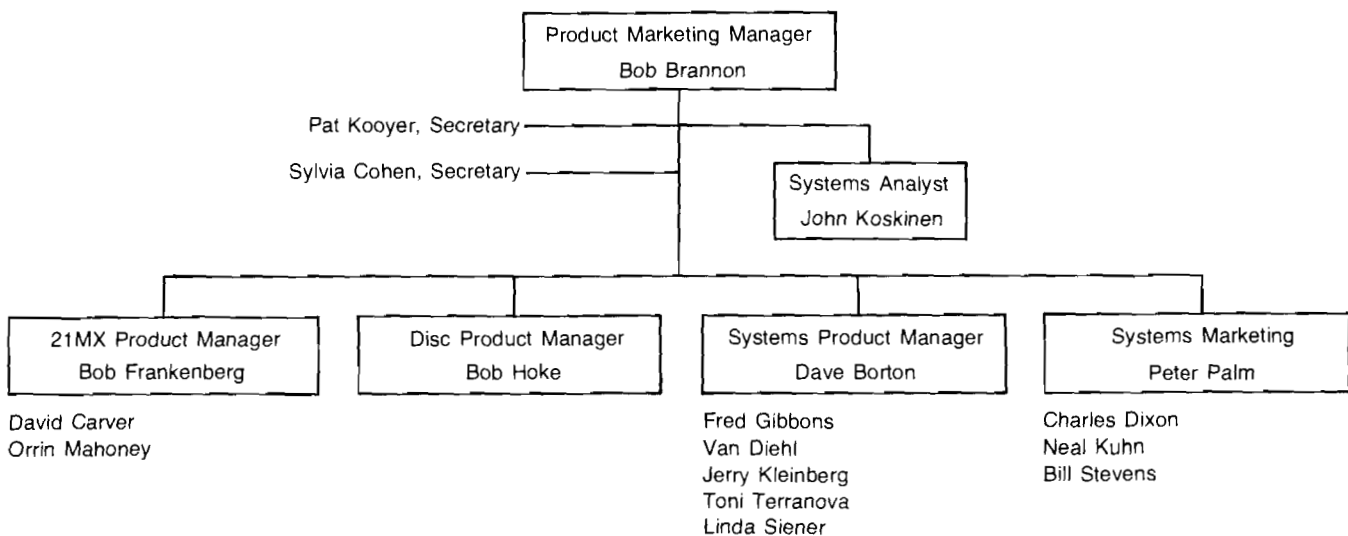 Product Marketing Manager
Bob Brannon
Pat Kooyer, Secretary
Sylvia Cohen, Secretary
Systems Analyst
John Koskinen
21MX Product Manager
Bob Frankenberg
Disc Product Manager
Bob Hoke
Systems Product Manager
Dave Borton
Systems Marketing
Peter Palm
David Carver
Orrin Mahoney
Fred Gibbons
Van Diehl
Jerry Kleinberg
Toni Terranova
Linda Siener
Charles Dixon
Neal Kuhn
Bill Stevens